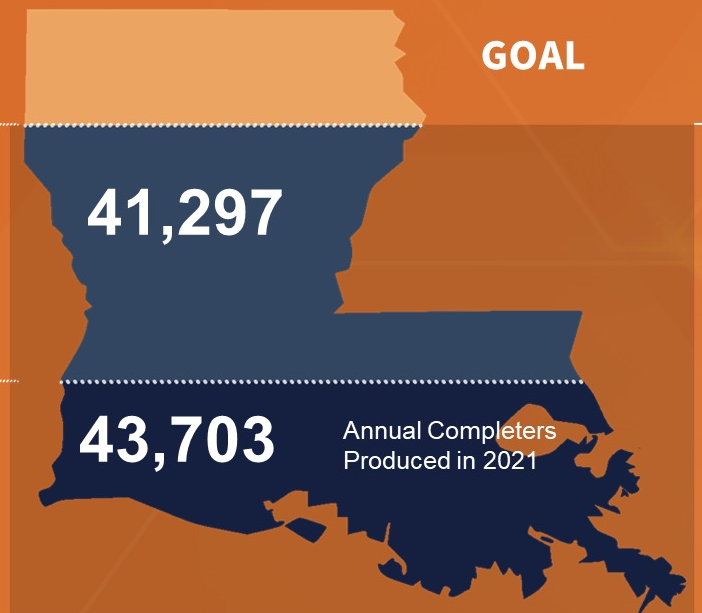 GOAL
41,297
43,703
Annual Completers
Produced in 2021